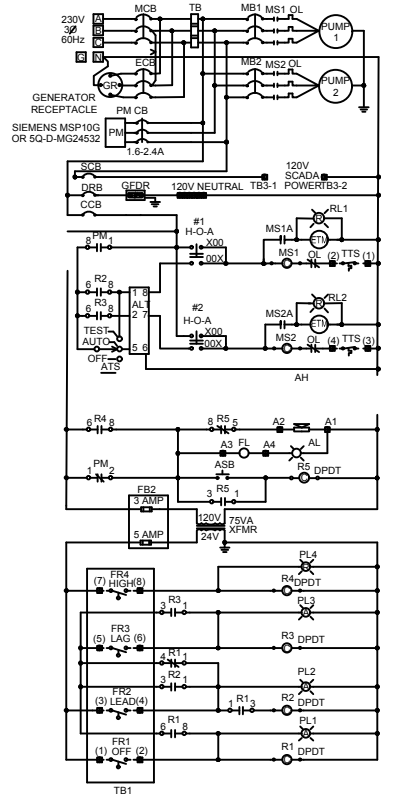 MCB TB MB1 MS1 OL
230V A
3Ø B
60Hz C
PUMP 1
G N
ECB MB2 MS2 OL
GR
PUMP 2
GENERATOR
RECEPTACLE
PM CB
SIEMENS MSP10G PM
OR 5Q-D-MG24532
1.6-2.4A
SCB 120V
SCADA
TB3-1 POWER TB3-2
DRB GFDR 120V NEUTRAL
CCB
#1 RL1
H-O-A R
PM MS1A
8 1 X00 ETM
00X MS1 OL (2) TTS (1)
R2
6 8 1 8
R3 ALT #2 RL2
6 8 2 7 H-O-A R
TEST MS2A
AUTO X00 ETM
OFF 5 6 00X MS2 OL (4) TTS (3)
ATS AH
R4 R5 A2 A1
6 8 8 5
A3 FL A4 AL
PM ASB R5
1 2 DPDT
FB2 R5
3 AMP 3 1
120V 75VA
5 AMP 24V XFMR
PL4
FR4 R
(7) HIGH (8) R4 DPDT
R3 PL3
3 1 A
FR3
(5) LAG (6) R3 DPDT
R1
4 1
R2 PL2
3 1 A
FR2 R1
(3) LEAD (4) 1 3 R2 DPDT
R1 PL1
6 8 A
FR1
(1) OFF (2) R1 DPDT
TB1